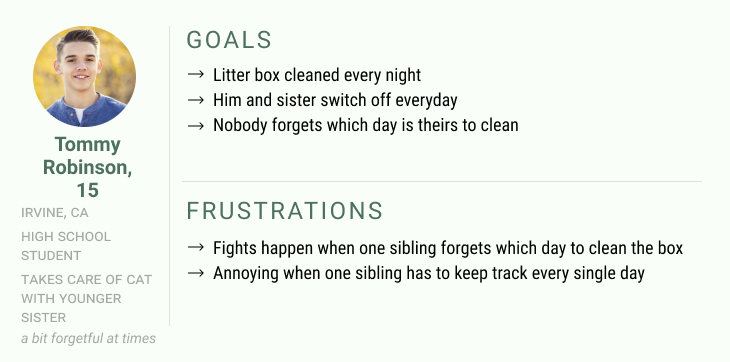 Tommy
Robinson,
15
IRVINE, CA
HIGH SCHOOL
STUDENT
TAKES CARE OF CAT
WITH YOUNGER
SISTER
a bit forgetful at times
GOALS
→ Litter box cleaned every night
→ Him and sister switch off everyday
→ Nobody forgets which day is theirs to clean
FRUSTRATIONS
→ Fights happen when one sibling forgets which day to clean the box
→ Annoying when one sibling has to keep track every single day